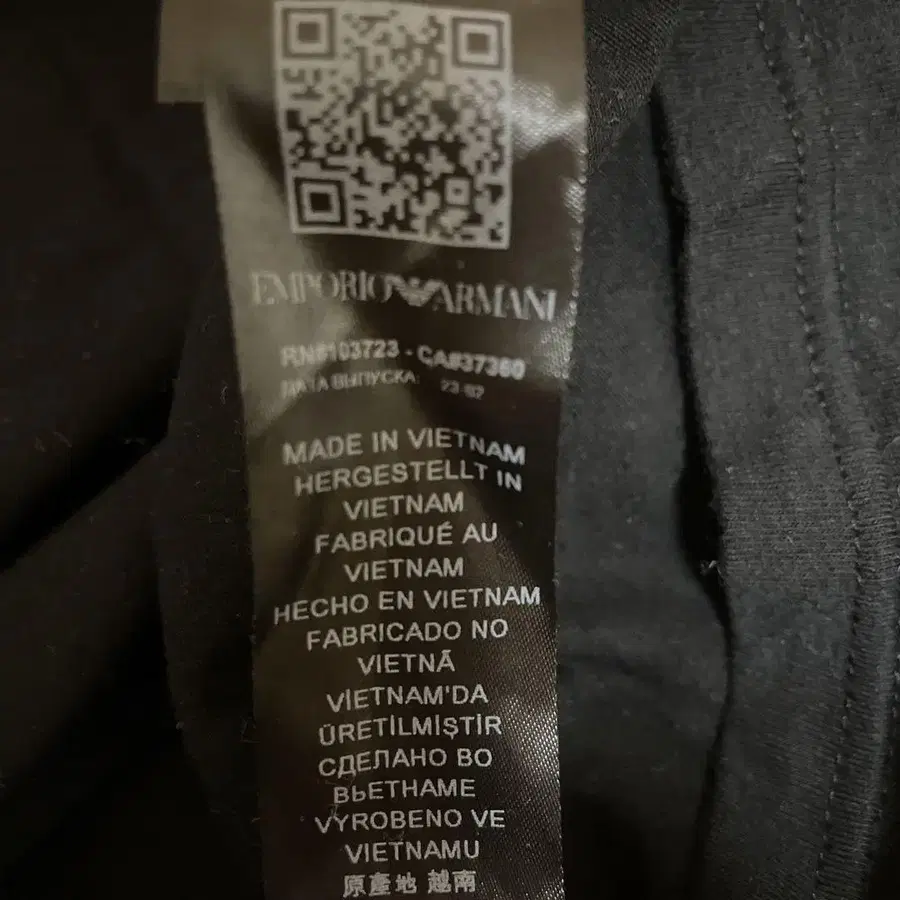 EMPORIO ARMANI
RN#103723 - CA#37360
ДАТА ВЫПУСКА: 23 02
MADE IN VIETNAM
HERGESTELLT IN
VIETNAM
FABRIQUÉ AU
VIETNAM
HECHO EN VIETNAM
FABRICADO NO
VIETNÃ
VIETNAM'DA
ÜRETİLMİŞTİR
СДЕЛАНО ВО
ВЬЕТНАМЕ
VYROBENO VE
VIETNAMU
原產地 越南